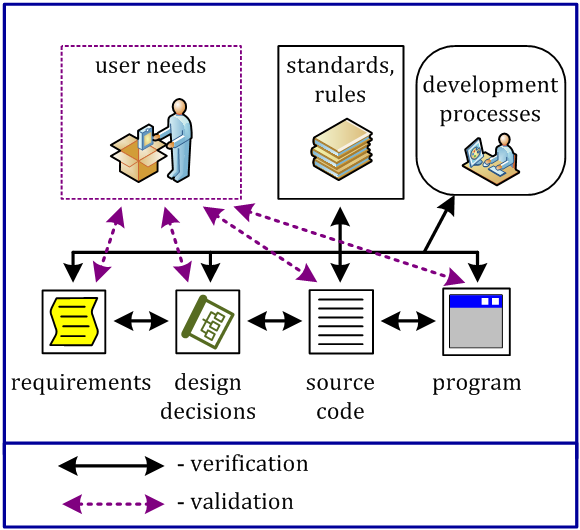 user needs
standards,
rules
development
processes
requirements
design
decisions
source
code
program
- verification
- validation